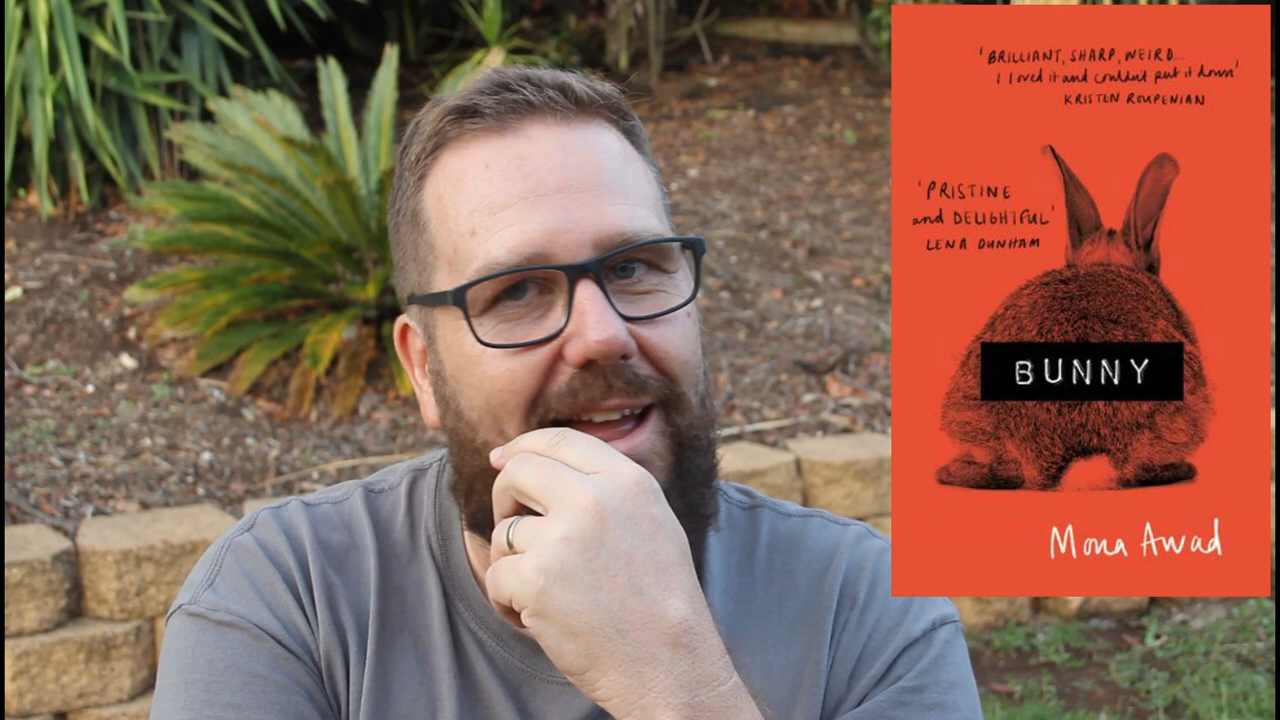 'BRILLIANT, SHARP, WEIRD...
I loved it and couldn't put it down'
KRISTEN ROUPENIAN
'PRISTINE
and DELIGHTFUL'
LENA DUNHAM
BUNNY
Mona Awad